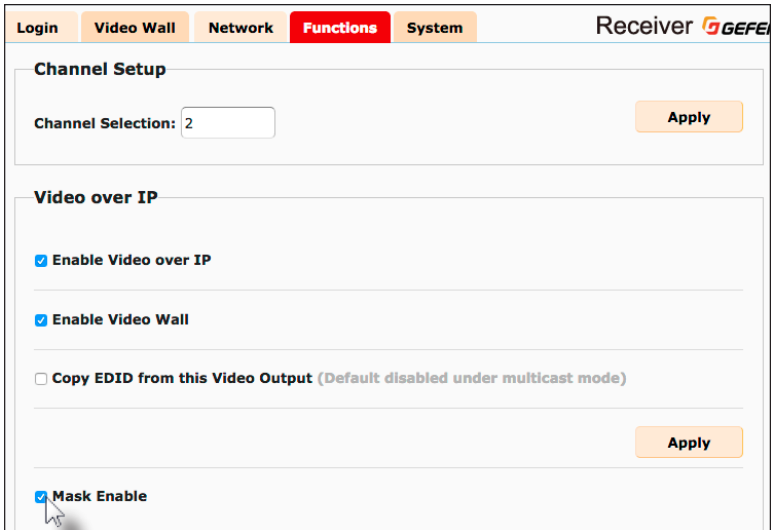 Login Video Wall Network Functions System Receiver GEFEN
Channel Setup
Channel Selection: 2 Apply
Video over IP
Enable Video over IP
Enable Video Wall
Copy EDID from this Video Output (Default disabled under multicast mode)
Apply
Mask Enable